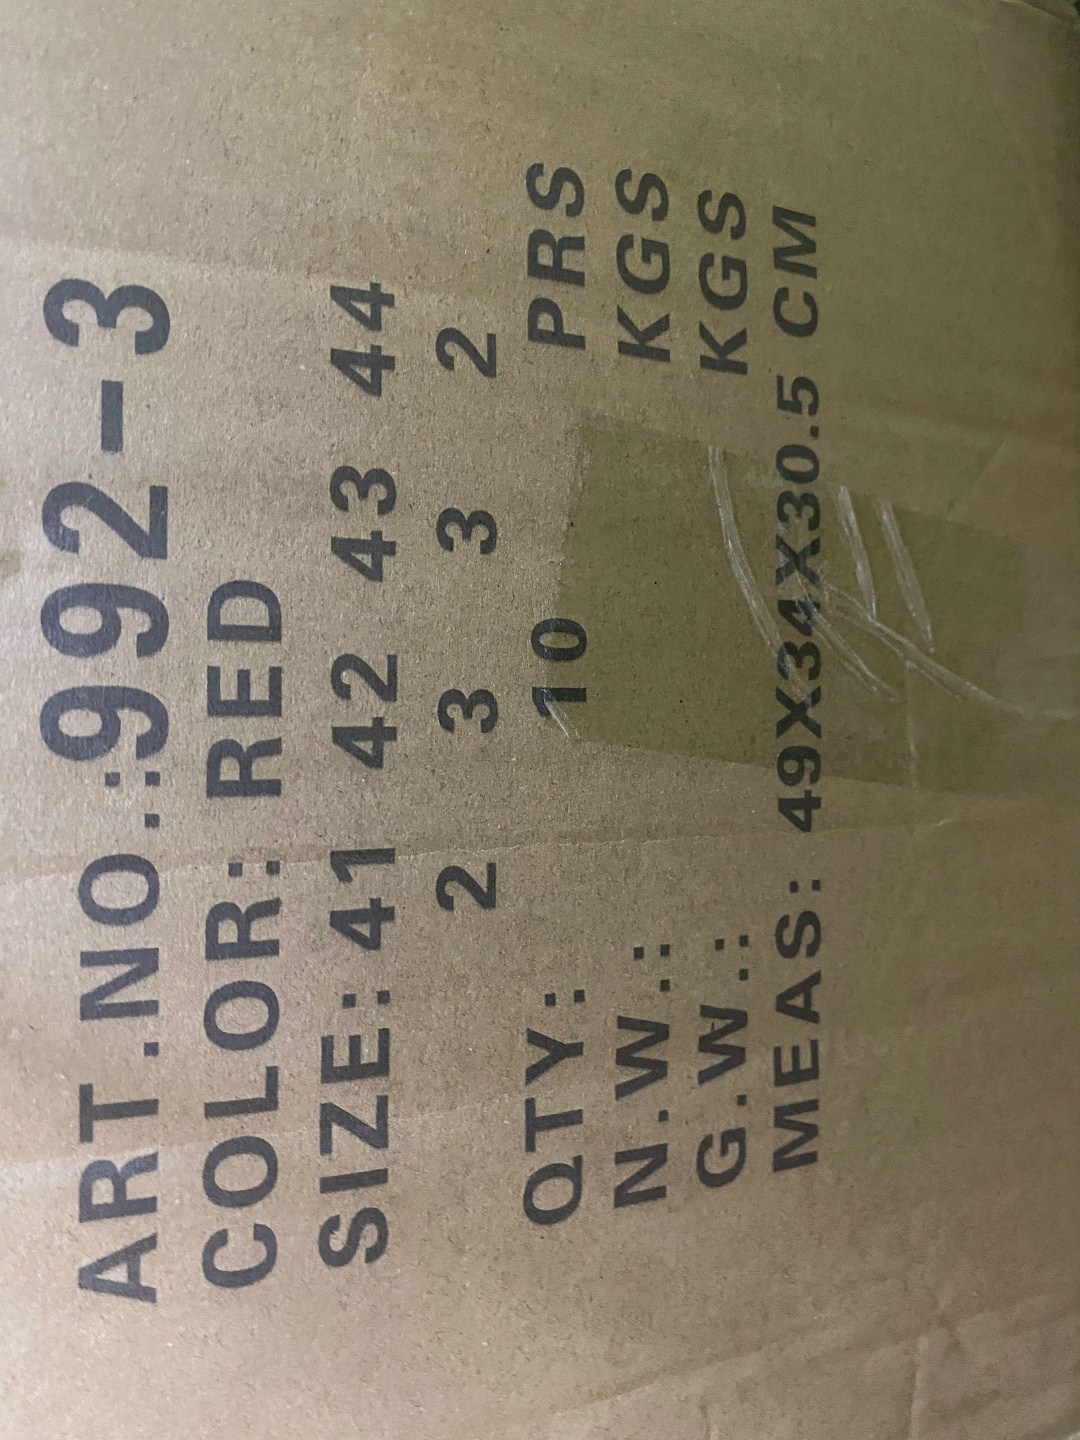 ART.NO.:992-3
COLOR: RED
SIZE: 41 42 43 44
2 3 3 2
QTY: 10 PRS
N.W.: KGS
G.W.: KGS
MEAS: 49X34X30.5 CM